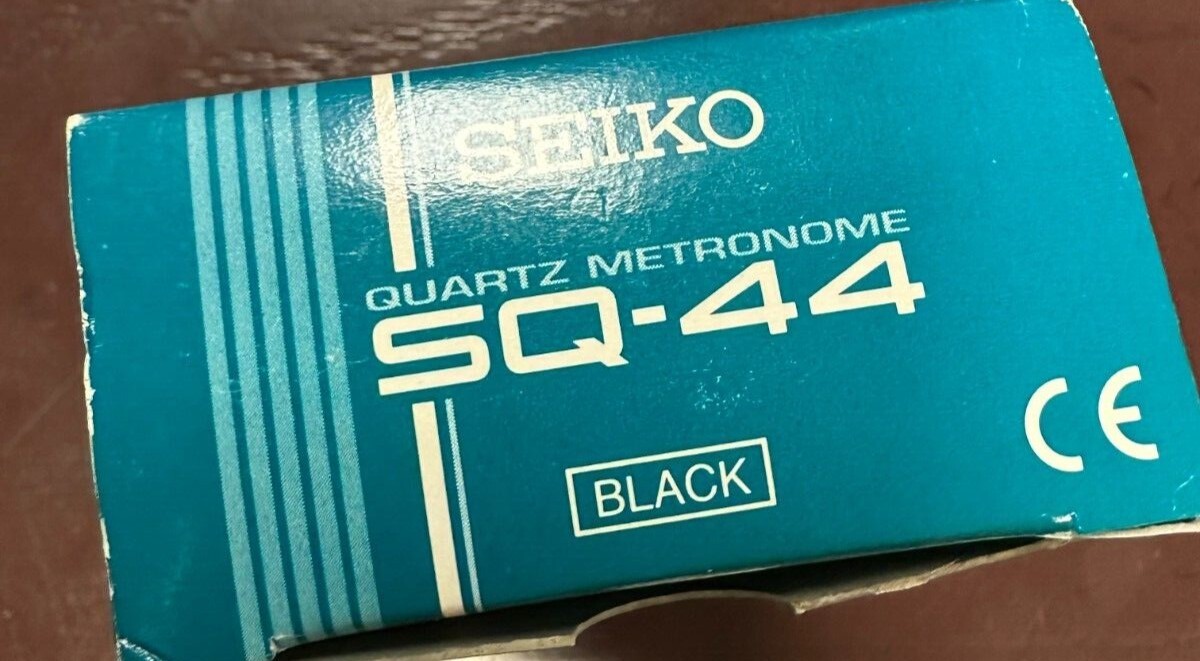 SEIKO
QUARTZ METRONOME
SQ-44
BLACK
CE